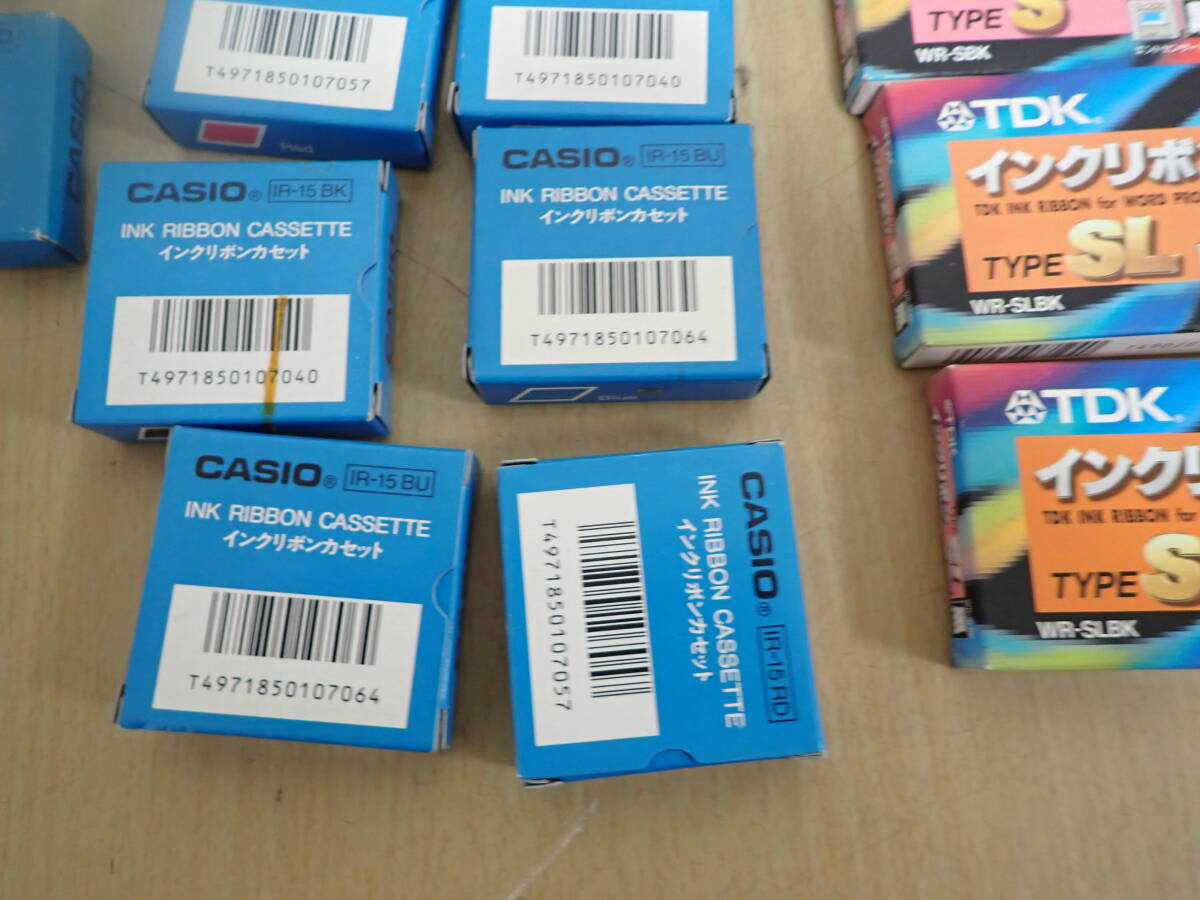 CASIO
T4971850107057
Red
T4971850107040
CASIO® IR-15 BK
INK RIBBON CASSETTE
インクリボンカセット
T4971850107040
CASIO® IR-15 BU
INK RIBBON CASSETTE
インクリボンカセット
T4971850107064
Blue
CASIO® IR-15 BU
INK RIBBON CASSETTE
インクリボンカセット
T4971850107064
CASIO® IR-15 RD
INK RIBBON CASSETTE
インクリボンカセット
T4971850107057
TYPE S
WR-SBK
TDK
インクリボ
TDK INK RIBBON for WORD PRO
TYPE SL
WR-SLBK
TDK
インクリ
TDK INK RIBBON for
TYPE S
WR-SLBK